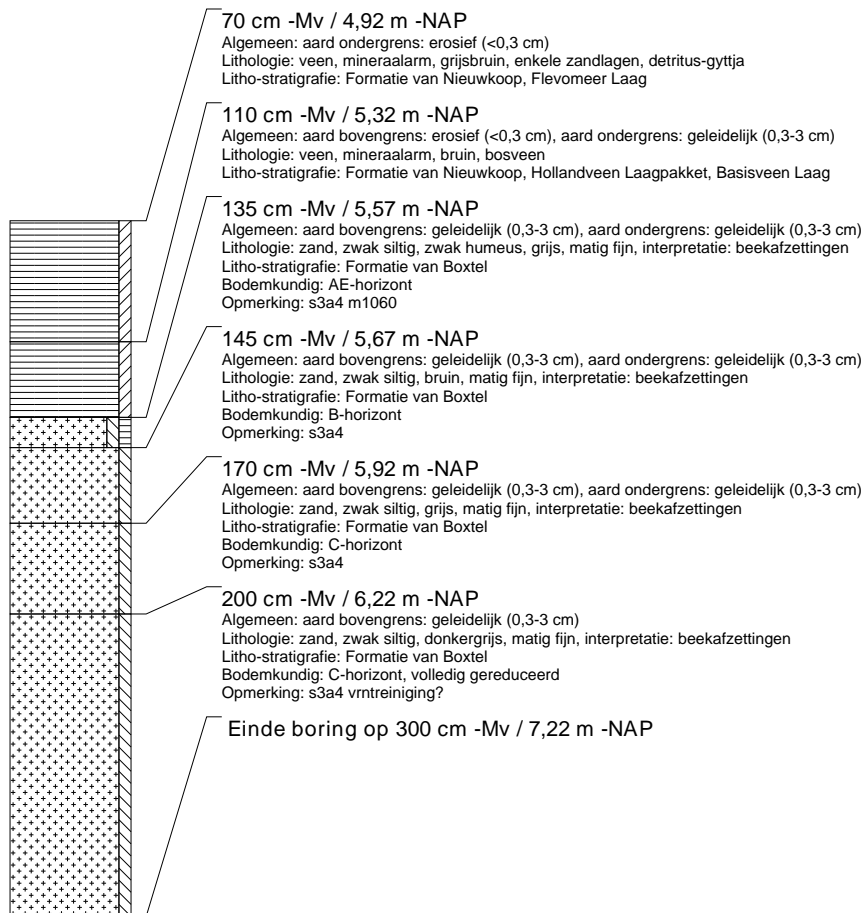 70 cm -Mv / 4,92 m -NAP
Algemeen: aard ondergrens: erosief (<0,3 cm)
Lithologie: veen, mineraalarm, grijsbruin, enkele zandlagen, detritus-gyttja
Litho-stratigrafie: Formatie van Nieuwkoop, Flevomeer Laag
110 cm -Mv / 5,32 m -NAP
Algemeen: aard bovengrens: erosief (<0,3 cm), aard ondergrens: geleidelijk (0,3-3 cm)
Lithologie: veen, mineraalarm, bruin, bosveen
Litho-stratigrafie: Formatie van Nieuwkoop, Hollandveen Laagpakket, Basisveen Laag
135 cm -Mv / 5,57 m -NAP
Algemeen: aard bovengrens: geleidelijk (0,3-3 cm), aard ondergrens: geleidelijk (0,3-3 cm)
Lithologie: zand, zwak siltig, zwak humeus, grijs, matig fijn, interpretatie: beekafzettingen
Litho-stratigrafie: Formatie van Boxtel
Bodemkundig: AE-horizont
Opmerking: s3a4 m1060
145 cm -Mv / 5,67 m -NAP
Algemeen: aard bovengrens: geleidelijk (0,3-3 cm), aard ondergrens: geleidelijk (0,3-3 cm)
Lithologie: zand, zwak siltig, bruin, matig fijn, interpretatie: beekafzettingen
Litho-stratigrafie: Formatie van Boxtel
Bodemkundig: B-horizont
Opmerking: s3a4
170 cm -Mv / 5,92 m -NAP
Algemeen: aard bovengrens: geleidelijk (0,3-3 cm), aard ondergrens: geleidelijk (0,3-3 cm)
Lithologie: zand, zwak siltig, grijs, matig fijn, interpretatie: beekafzettingen
Litho-stratigrafie: Formatie van Boxtel
Bodemkundig: C-horizont
Opmerking: s3a4
200 cm -Mv / 6,22 m -NAP
Algemeen: aard bovengrens: geleidelijk (0,3-3 cm)
Lithologie: zand, zwak siltig, donkergrijs, matig fijn, interpretatie: beekafzettingen
Litho-stratigrafie: Formatie van Boxtel
Bodemkundig: C-horizont, volledig gereduceerd
Opmerking: s3a4 vrntreiniging?
Einde boring op 300 cm -Mv / 7,22 m -NAP